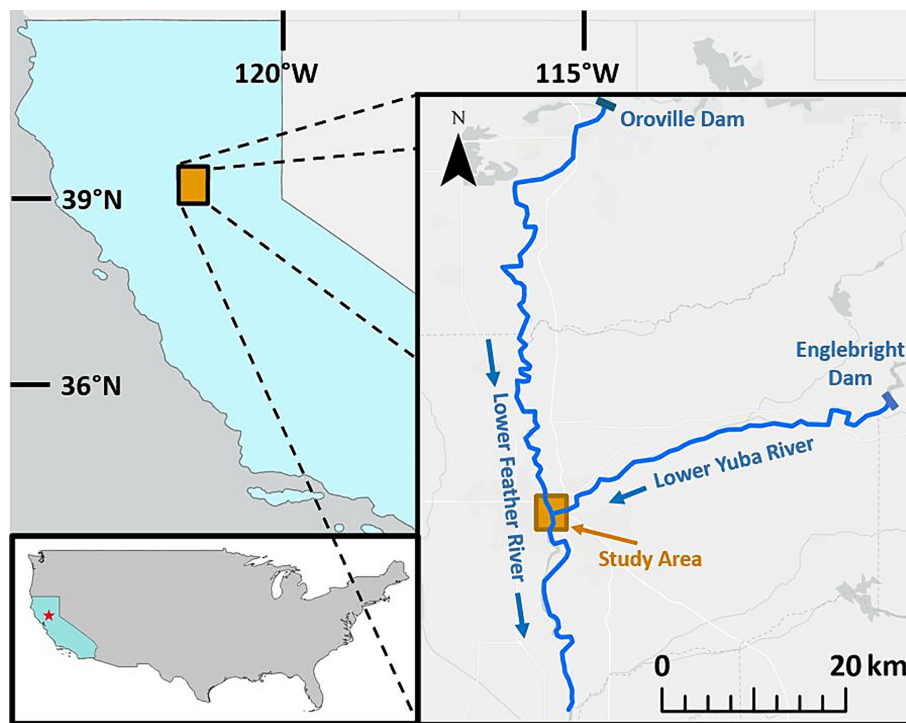 120°W
115°W
39°N
36°N
N
Oroville Dam
Englebright
Dam
Lower Feather River
Lower Yuba River
Study Area
0
20 km